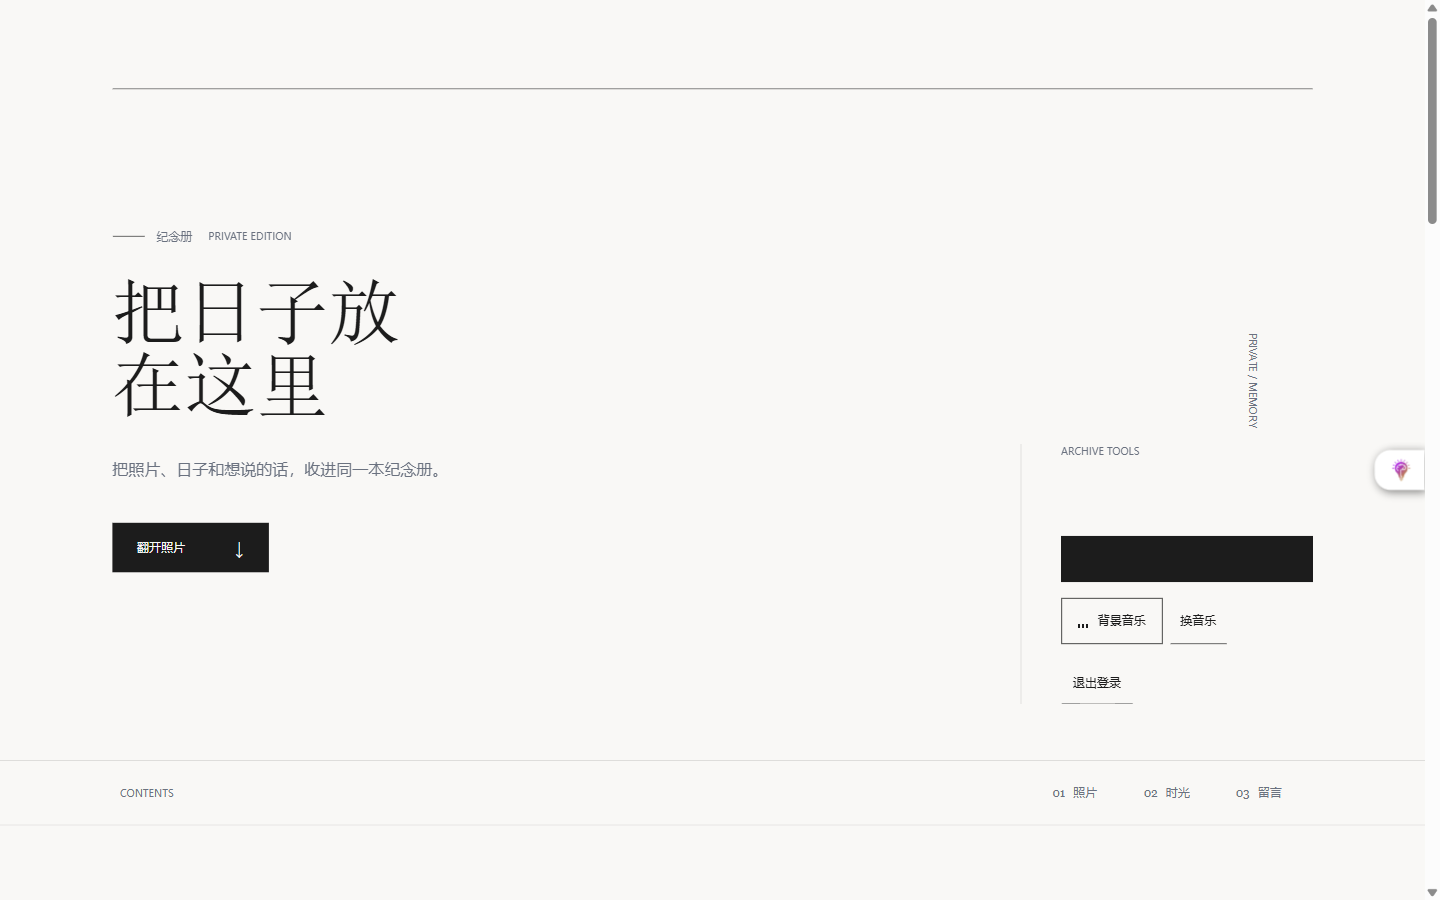 纪念册 PRIVATE EDITION
把日子放
在这里
把照片、日子和想说的话，收进同一本纪念册。
翻开照片 ↓
PRIVATE / MEMORY
ARCHIVE TOOLS
背景音乐 换音乐
退出登录
CONTENTS 01 照片 02 时光 03 留言